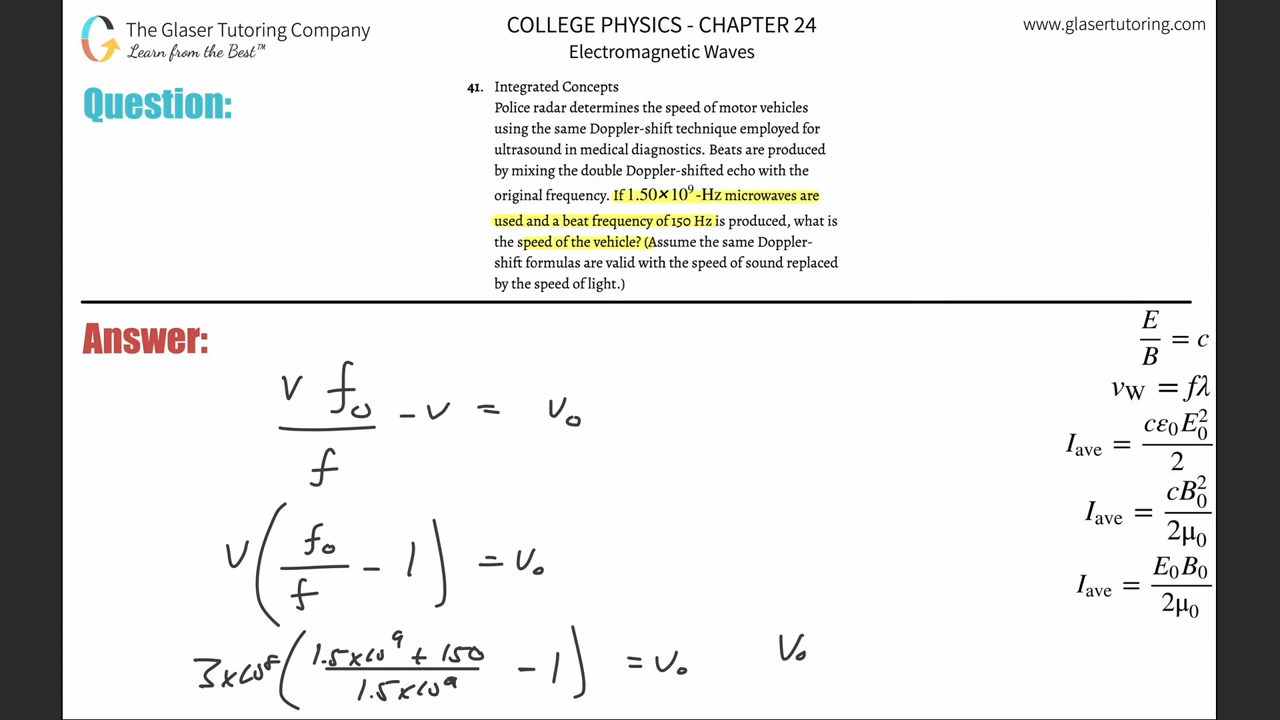 The Glaser Tutoring Company
Learn from the Best™
COLLEGE PHYSICS - CHAPTER 24
Electromagnetic Waves
www.glasertutoring.com
Question:
41. Integrated Concepts
Police radar determines the speed of motor vehicles
using the same Doppler-shift technique employed for
ultrasound in medical diagnostics. Beats are produced
by mixing the double Doppler-shifted echo with the
original frequency. If 1.50×10⁹-Hz microwaves are
used and a beat frequency of 150 Hz is produced, what is
the speed of the vehicle? (Assume the same Doppler-
shift formulas are valid with the speed of sound replaced
by the speed of light.)
Answer:
v f₀ / f - v = v₀
v ( f₀ / f - 1 ) = v₀
3x10⁸ ( 1.5x10⁹ + 150 / 1.5x10⁹ - 1 ) = v₀
v₀
E / B = c
v_W = fλ
I_ave = cε₀E₀² / 2
I_ave = cB₀² / 2μ₀
I_ave = E₀B₀ / 2μ₀